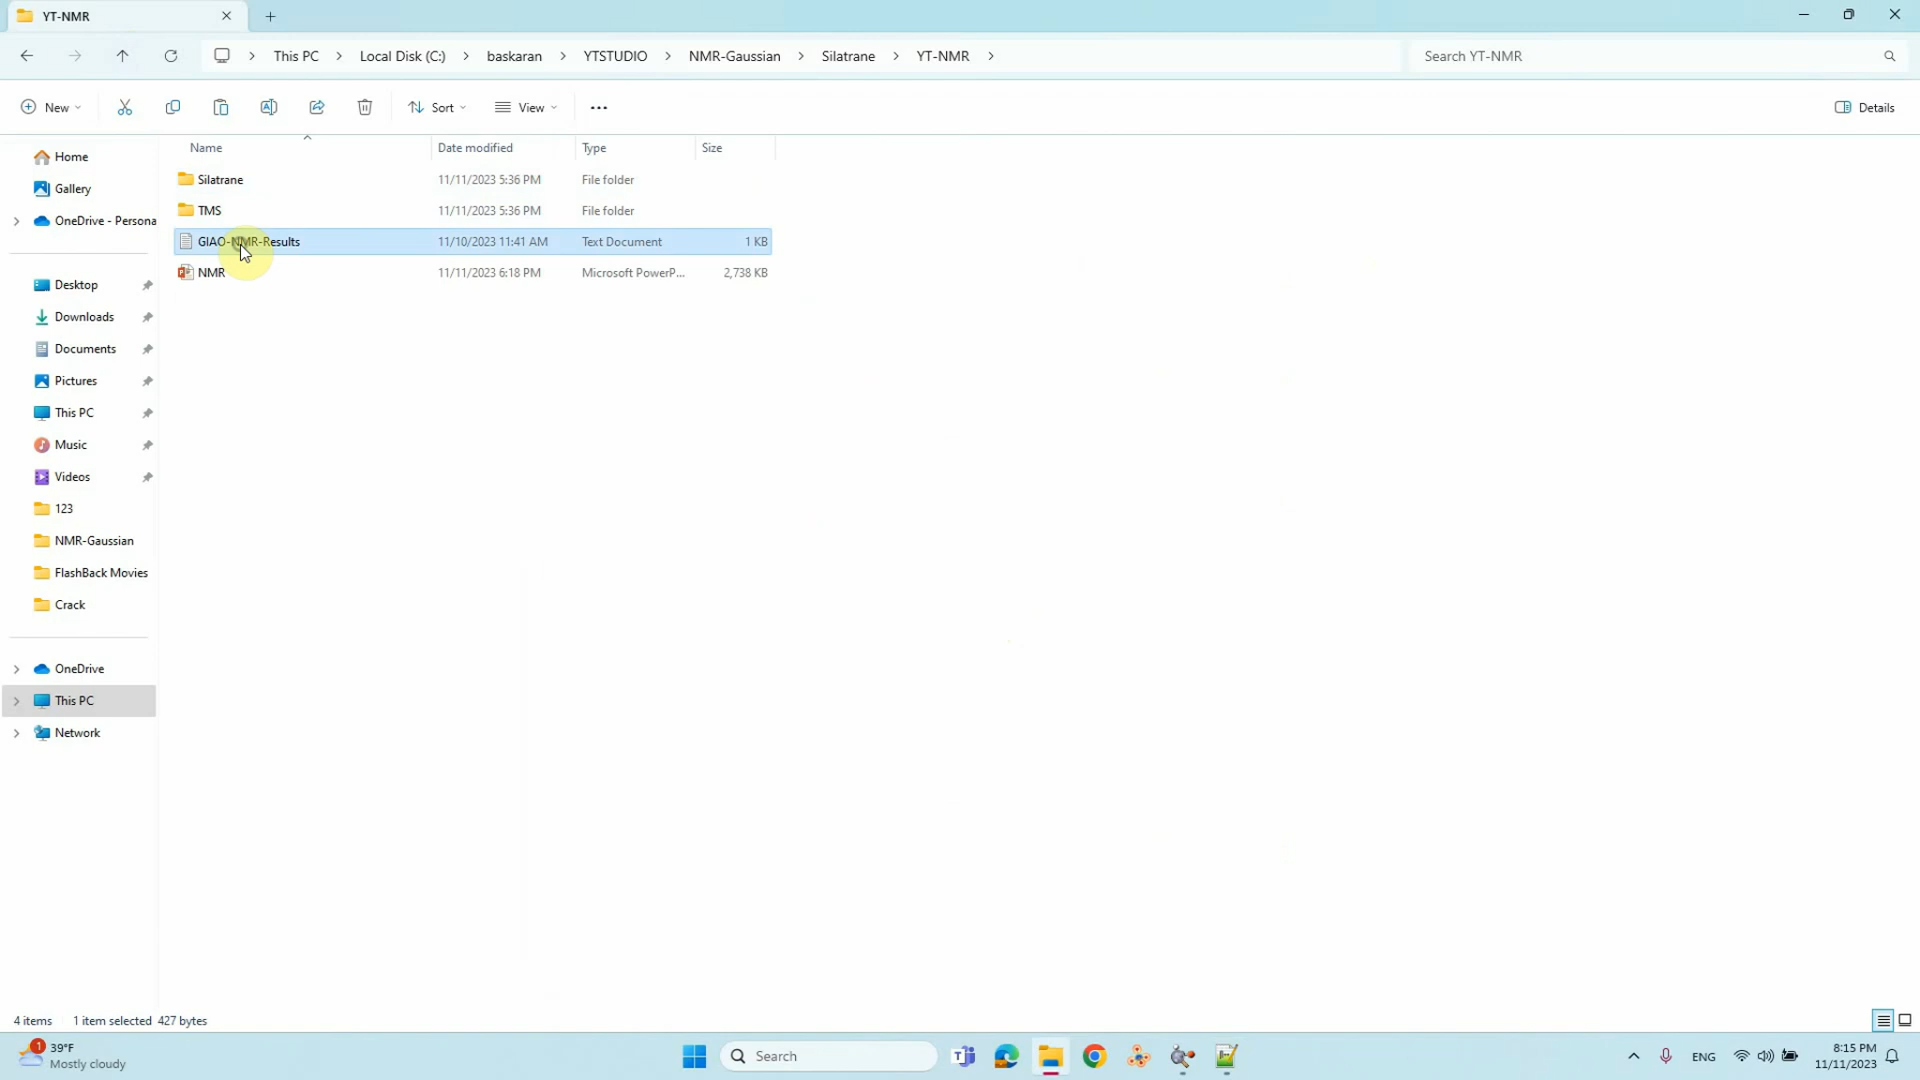 YT-NMR
This PC
Local Disk (C:)
baskaran
YTSTUDIO
NMR-Gaussian
Silatrane
YT-NMR
Search YT-NMR
New
Sort
View
Details
Name
Date modified
Type
Size
Silatrane
11/11/2023 5:36 PM
File folder
TMS
11/11/2023 5:36 PM
File folder
GIAO-NMR-Results
11/10/2023 11:41 AM
Text Document
1 KB
NMR
11/11/2023 6:18 PM
Microsoft PowerP...
2,738 KB
Home
Gallery
OneDrive - Persona
Desktop
Downloads
Documents
Pictures
This PC
Music
Videos
123
NMR-Gaussian
FlashBack Movies
Crack
OneDrive
This PC
Network
4 items
1 item selected 427 bytes
1
39°F
Mostly cloudy
Search
ENG
8:15 PM
11/11/2023